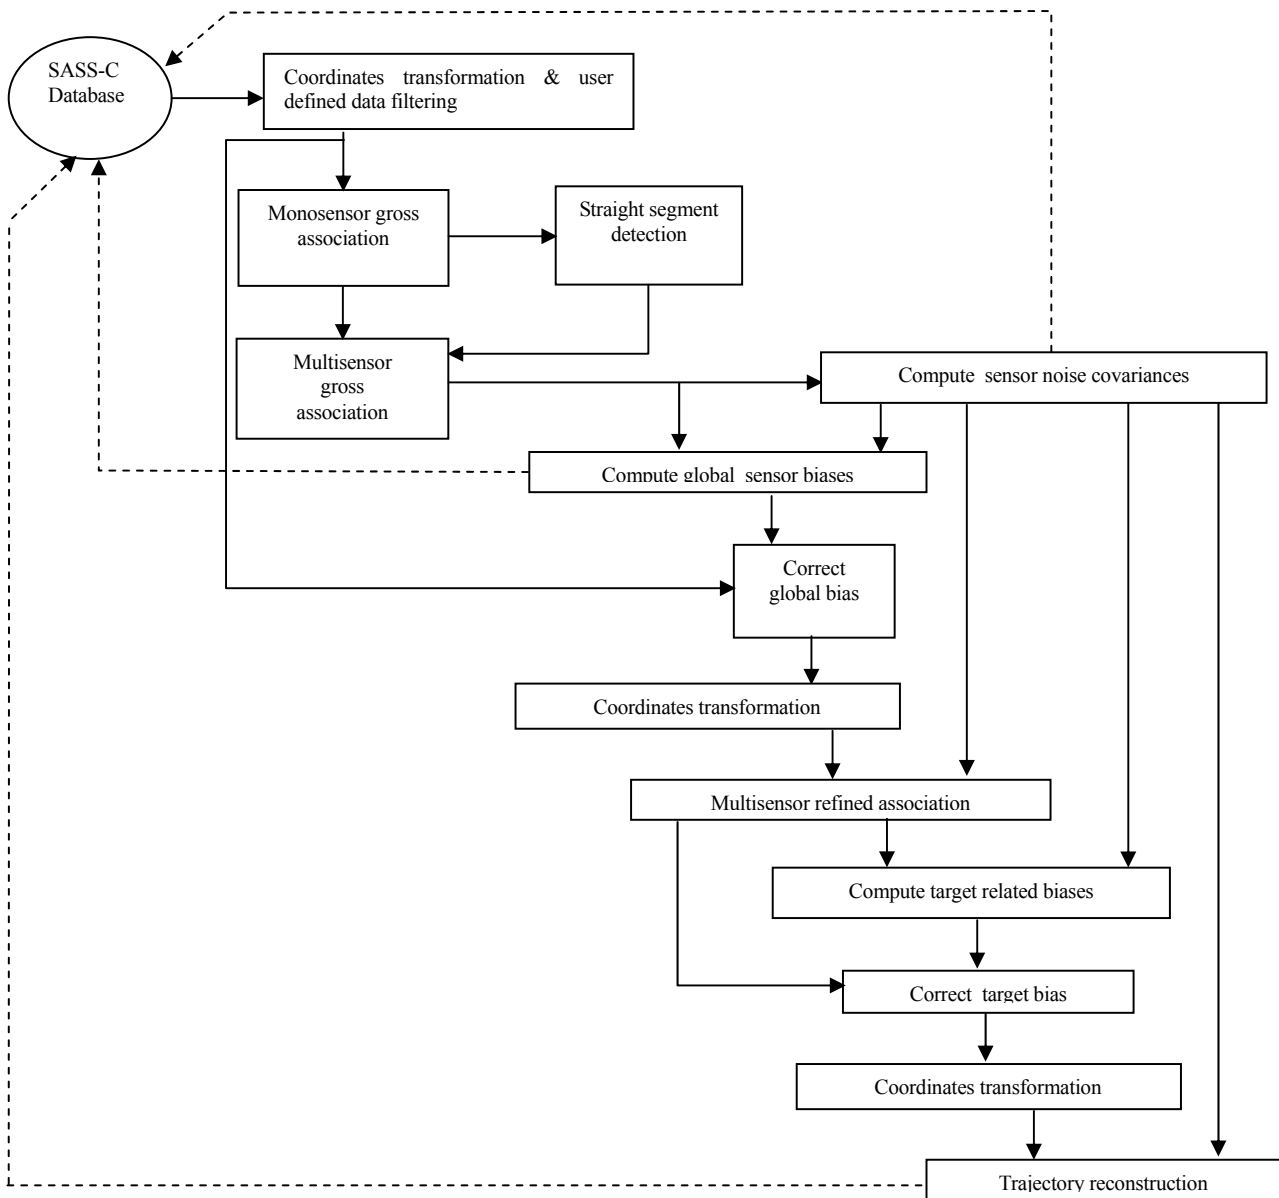 SASS-C
Database
Coordinates transformation & user
defined data filtering
Monosensor gross
association
Straight segment
detection
Multisensor
gross
association
Compute sensor noise covariances
Compute global sensor biases
Correct
global bias
Coordinates transformation
Multisensor refined association
Compute target related biases
Correct target bias
Coordinates transformation
Trajectory reconstruction